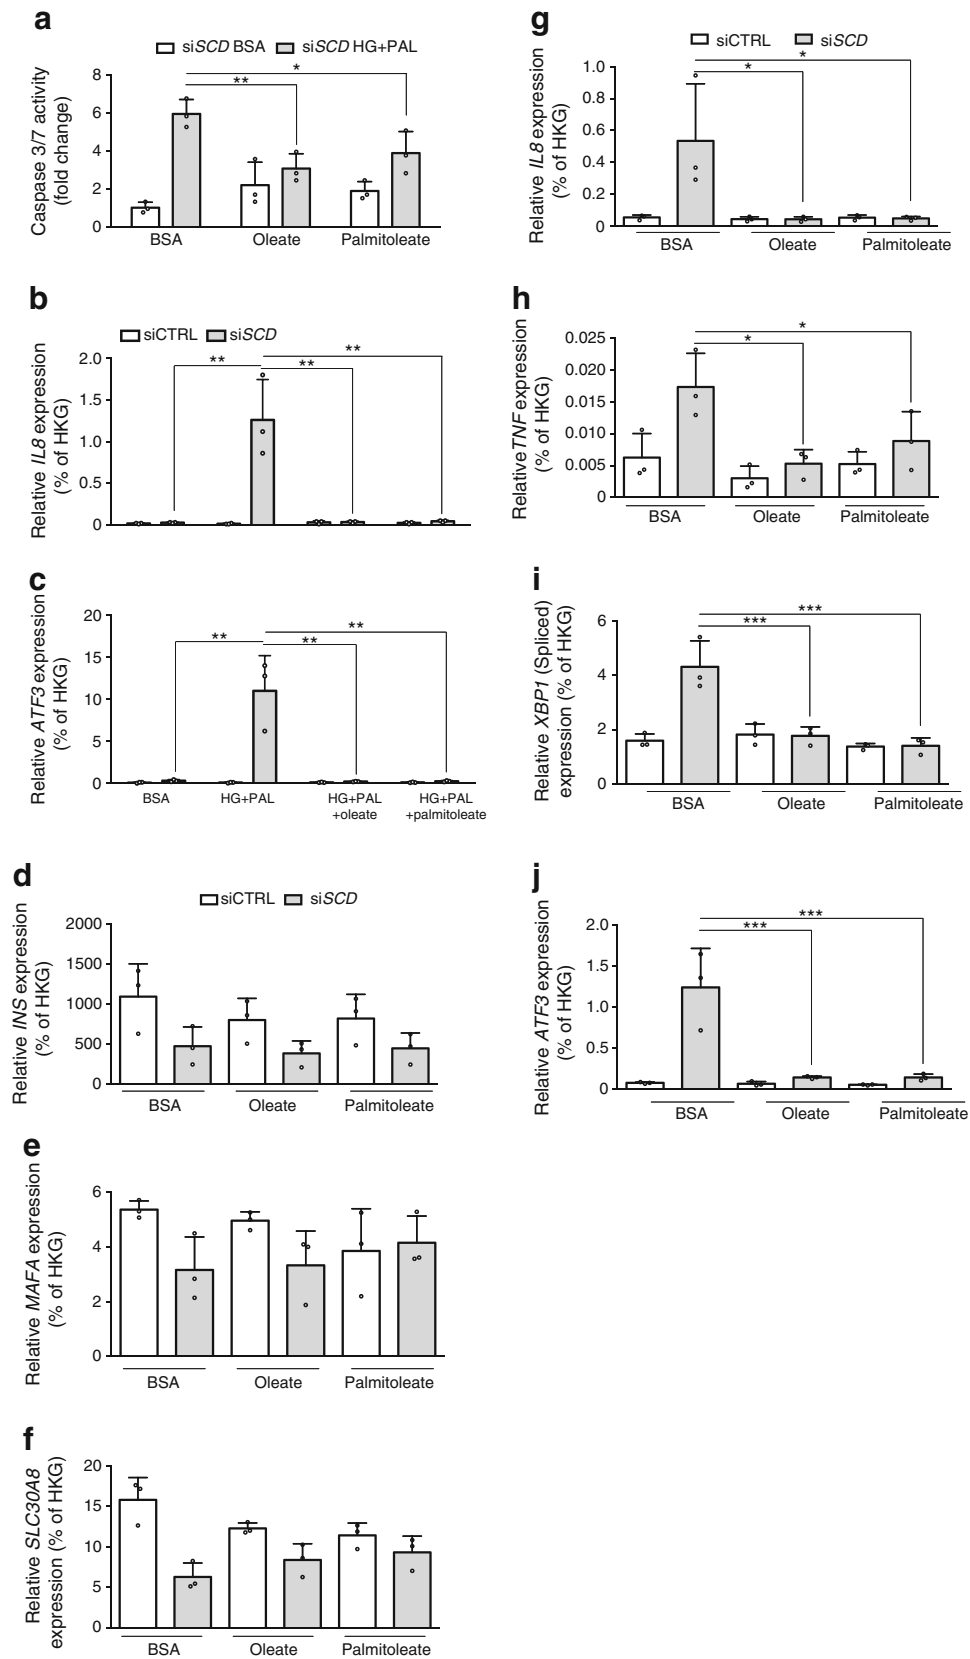 a
siSCD BSA siSCD HG+PAL
Caspase 3/7 activity
(fold change)
8
6
4
2
0
*
**
BSA Oleate Palmitoleate
b
siCTRL siSCD
Relative IL8 expression
(% of HKG)
2.0
1.5
1.0
0.5
0
**
**
**
c
Relative ATF3 expression
(% of HKG)
20
15
10
5
0
**
**
**
BSA HG+PAL HG+PAL HG+PAL
+oleate +palmitoleate
d
siCTRL siSCD
Relative INS expression
(% of HKG)
2000
1500
1000
500
0
BSA Oleate Palmitoleate
e
Relative MAFA expression
(% of HKG)
6
4
2
0
BSA Oleate Palmitoleate
f
Relative SLC30A8
expression (% of HKG)
20
15
10
5
0
BSA Oleate Palmitoleate
g
siCTRL siSCD
Relative IL8 expression
(% of HKG)
1.0
0.8
0.6
0.4
0.2
0
*
*
BSA Oleate Palmitoleate
h
Relative TNF expression
(% of HKG)
0.025
0.020
0.015
0.010
0.005
0
*
*
BSA Oleate Palmitoleate
i
Relative XBP1 (Spliced)
expression (% of HKG)
6
4
2
0
***
***
BSA Oleate Palmitoleate
j
Relative ATF3 expression
(% of HKG)
2.0
1.5
1.0
0.5
0
***
***
BSA Oleate Palmitoleate